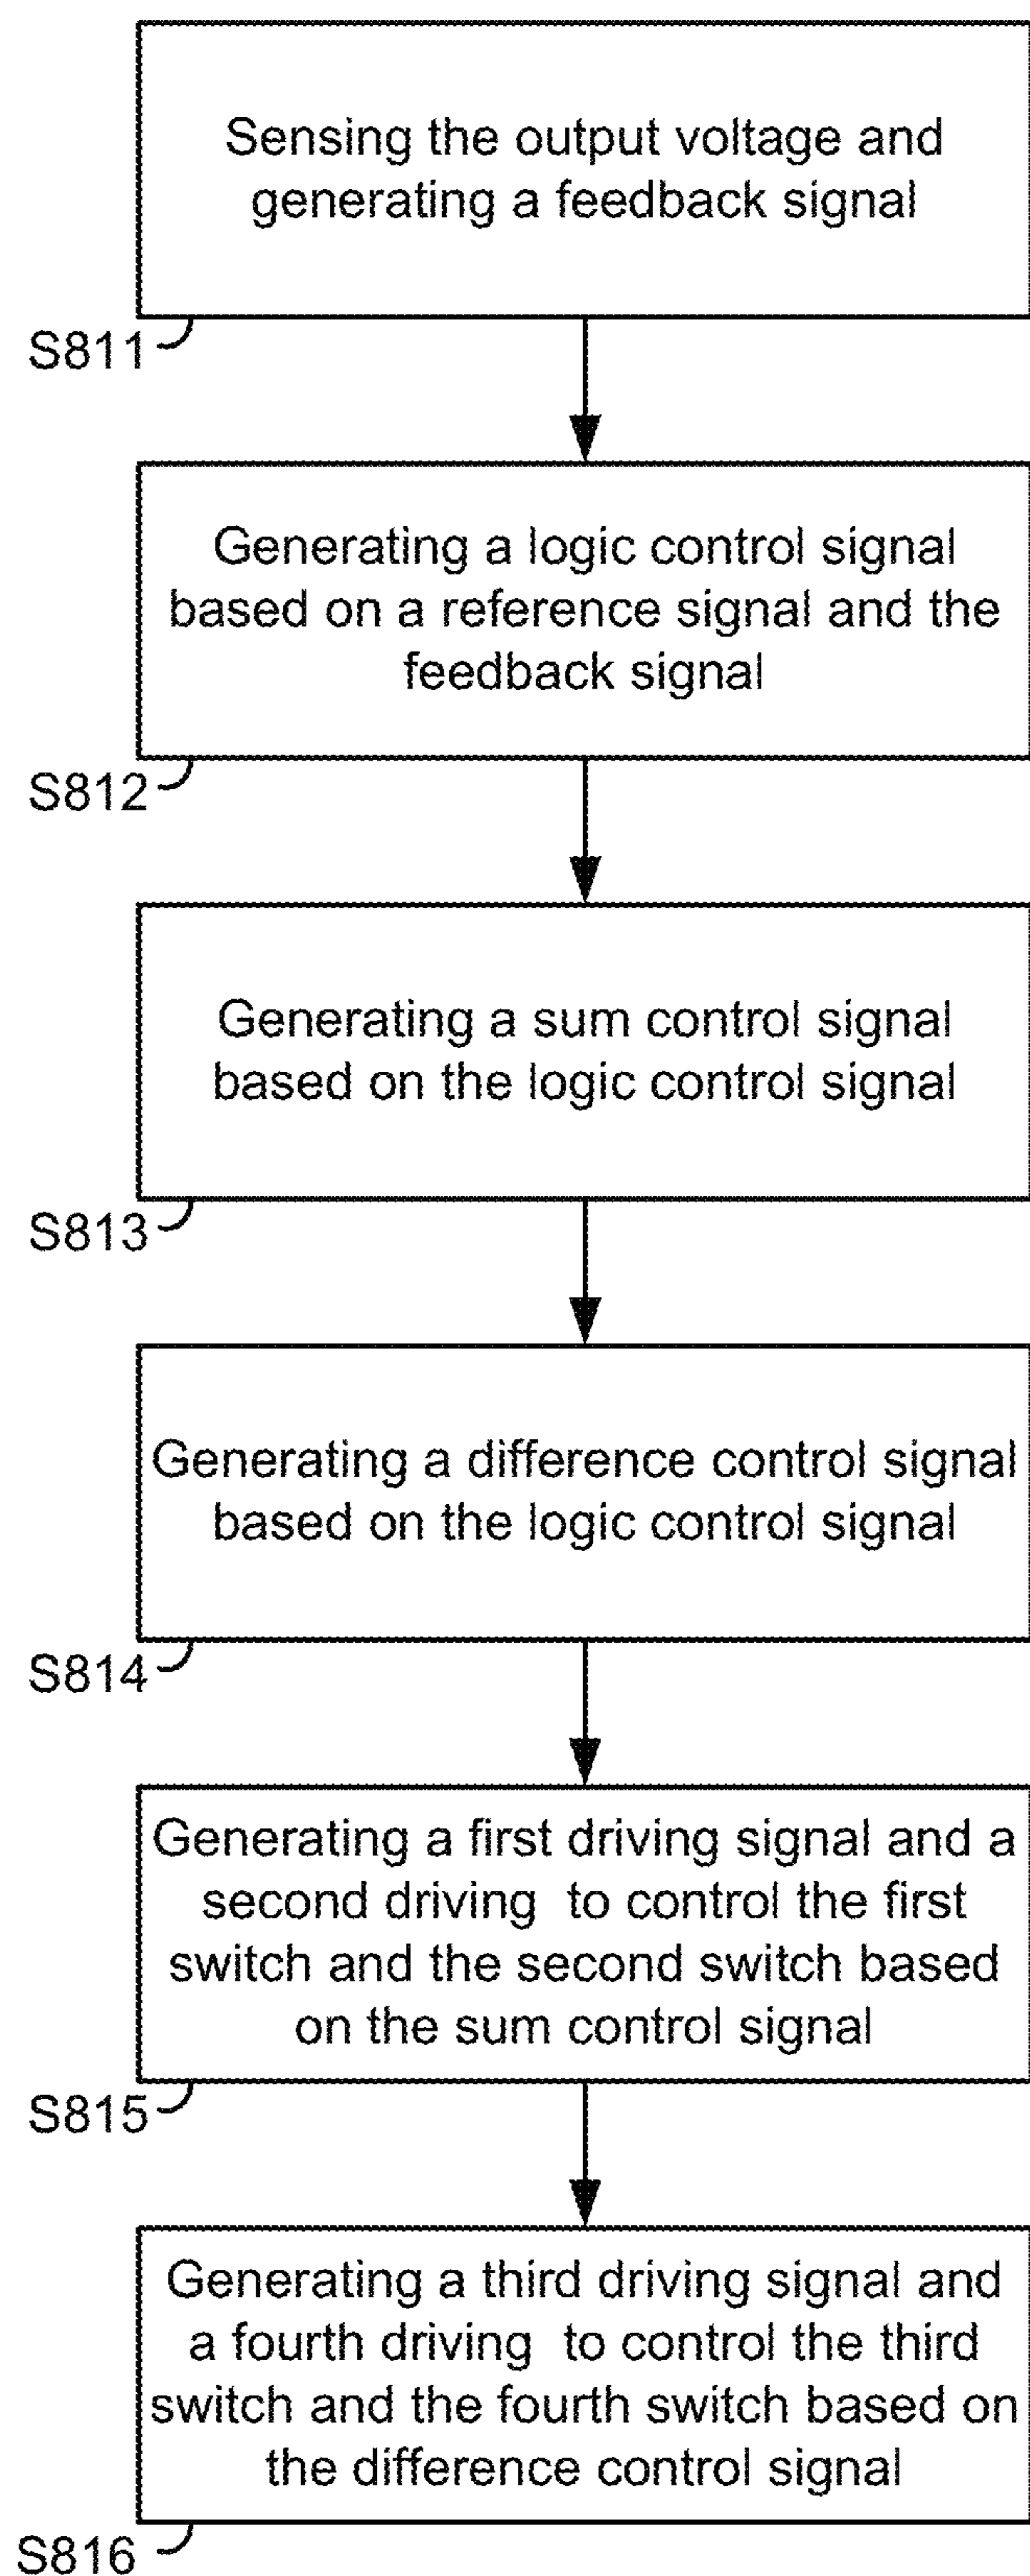 Sensing the output voltage and
generating a feedback signal
S811
Generating a logic control signal
based on a reference signal and the
feedback signal
S812
Generating a sum control signal
based on the logic control signal
S813
Generating a difference control signal
based on the logic control signal
S814
Generating a first driving signal and a
second driving  to control the first
switch and the second switch based
on the sum control signal
S815
Generating a third driving signal and
a fourth driving  to control the third
switch and the fourth switch based on
the difference control signal
S816